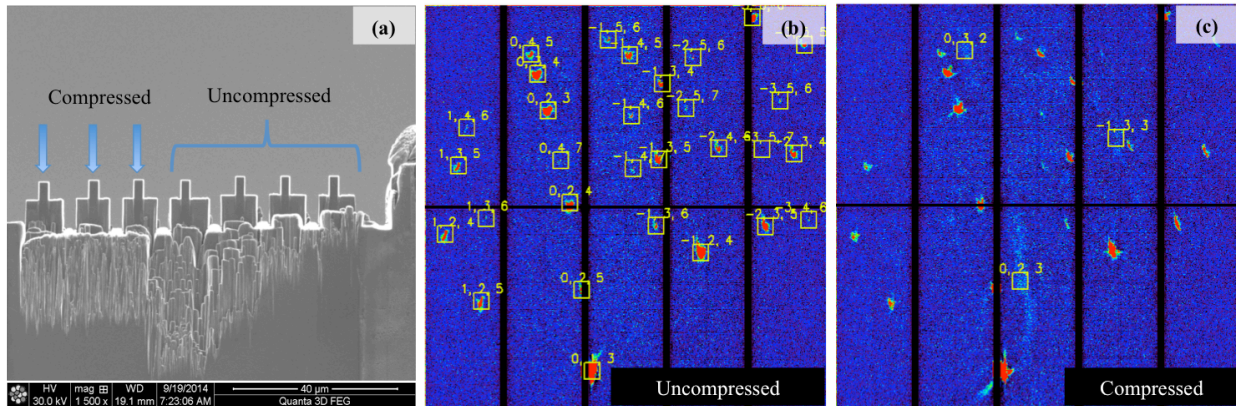 (a)
Compressed
Uncompressed
HV
mag
WD
9/19/2014
40 µm
30.0 kV
1 500 x
19.1 mm
7:23:06 AM
Quanta 3D FEG
(b)
-1, 5, 6
0, 4, 5
-1, 4, 5
-2, 5, 6
-1, 3, 4
0, 2, 3
-3, 5, 6
-2, 5, 7
-1, 4, 6
1, 4, 6
-2, 4, 6
-1, 3, 5
1, 3, 5
0, 4, 7
0, 2, 4
1, 3, 6
-3, 4, 6
-1, 3, 6
-2, 3, 5
1, 2, 4
-1, 2, 4
0, 2, 5
1, 2, 5
Uncompressed
(c)
0, 3, 2
-1, 3, 3
0, 2, 3
Compressed